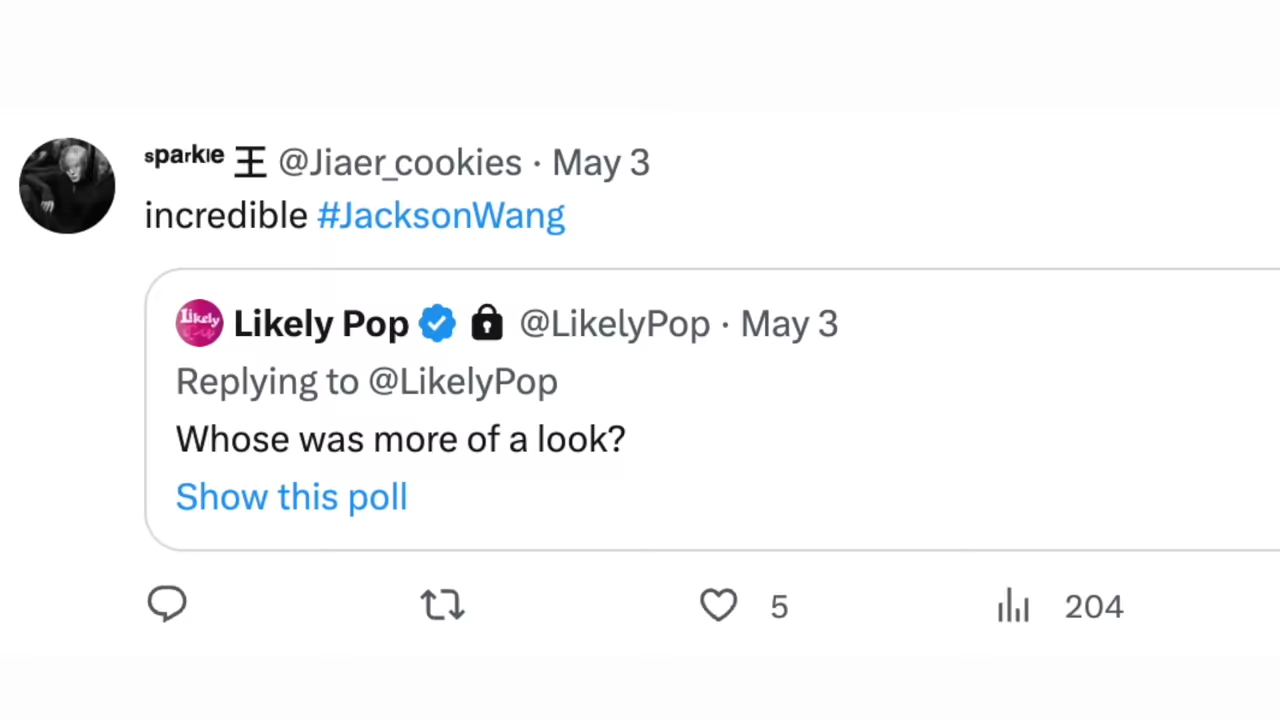 ˢᵖᵃʳᵏˡᵉ 王 @Jiaer_cookies · May 3
incredible #JacksonWang
Likely
Likely Pop @LikelyPop · May 3
Replying to @LikelyPop
Whose was more of a look?
Show this poll
5 204